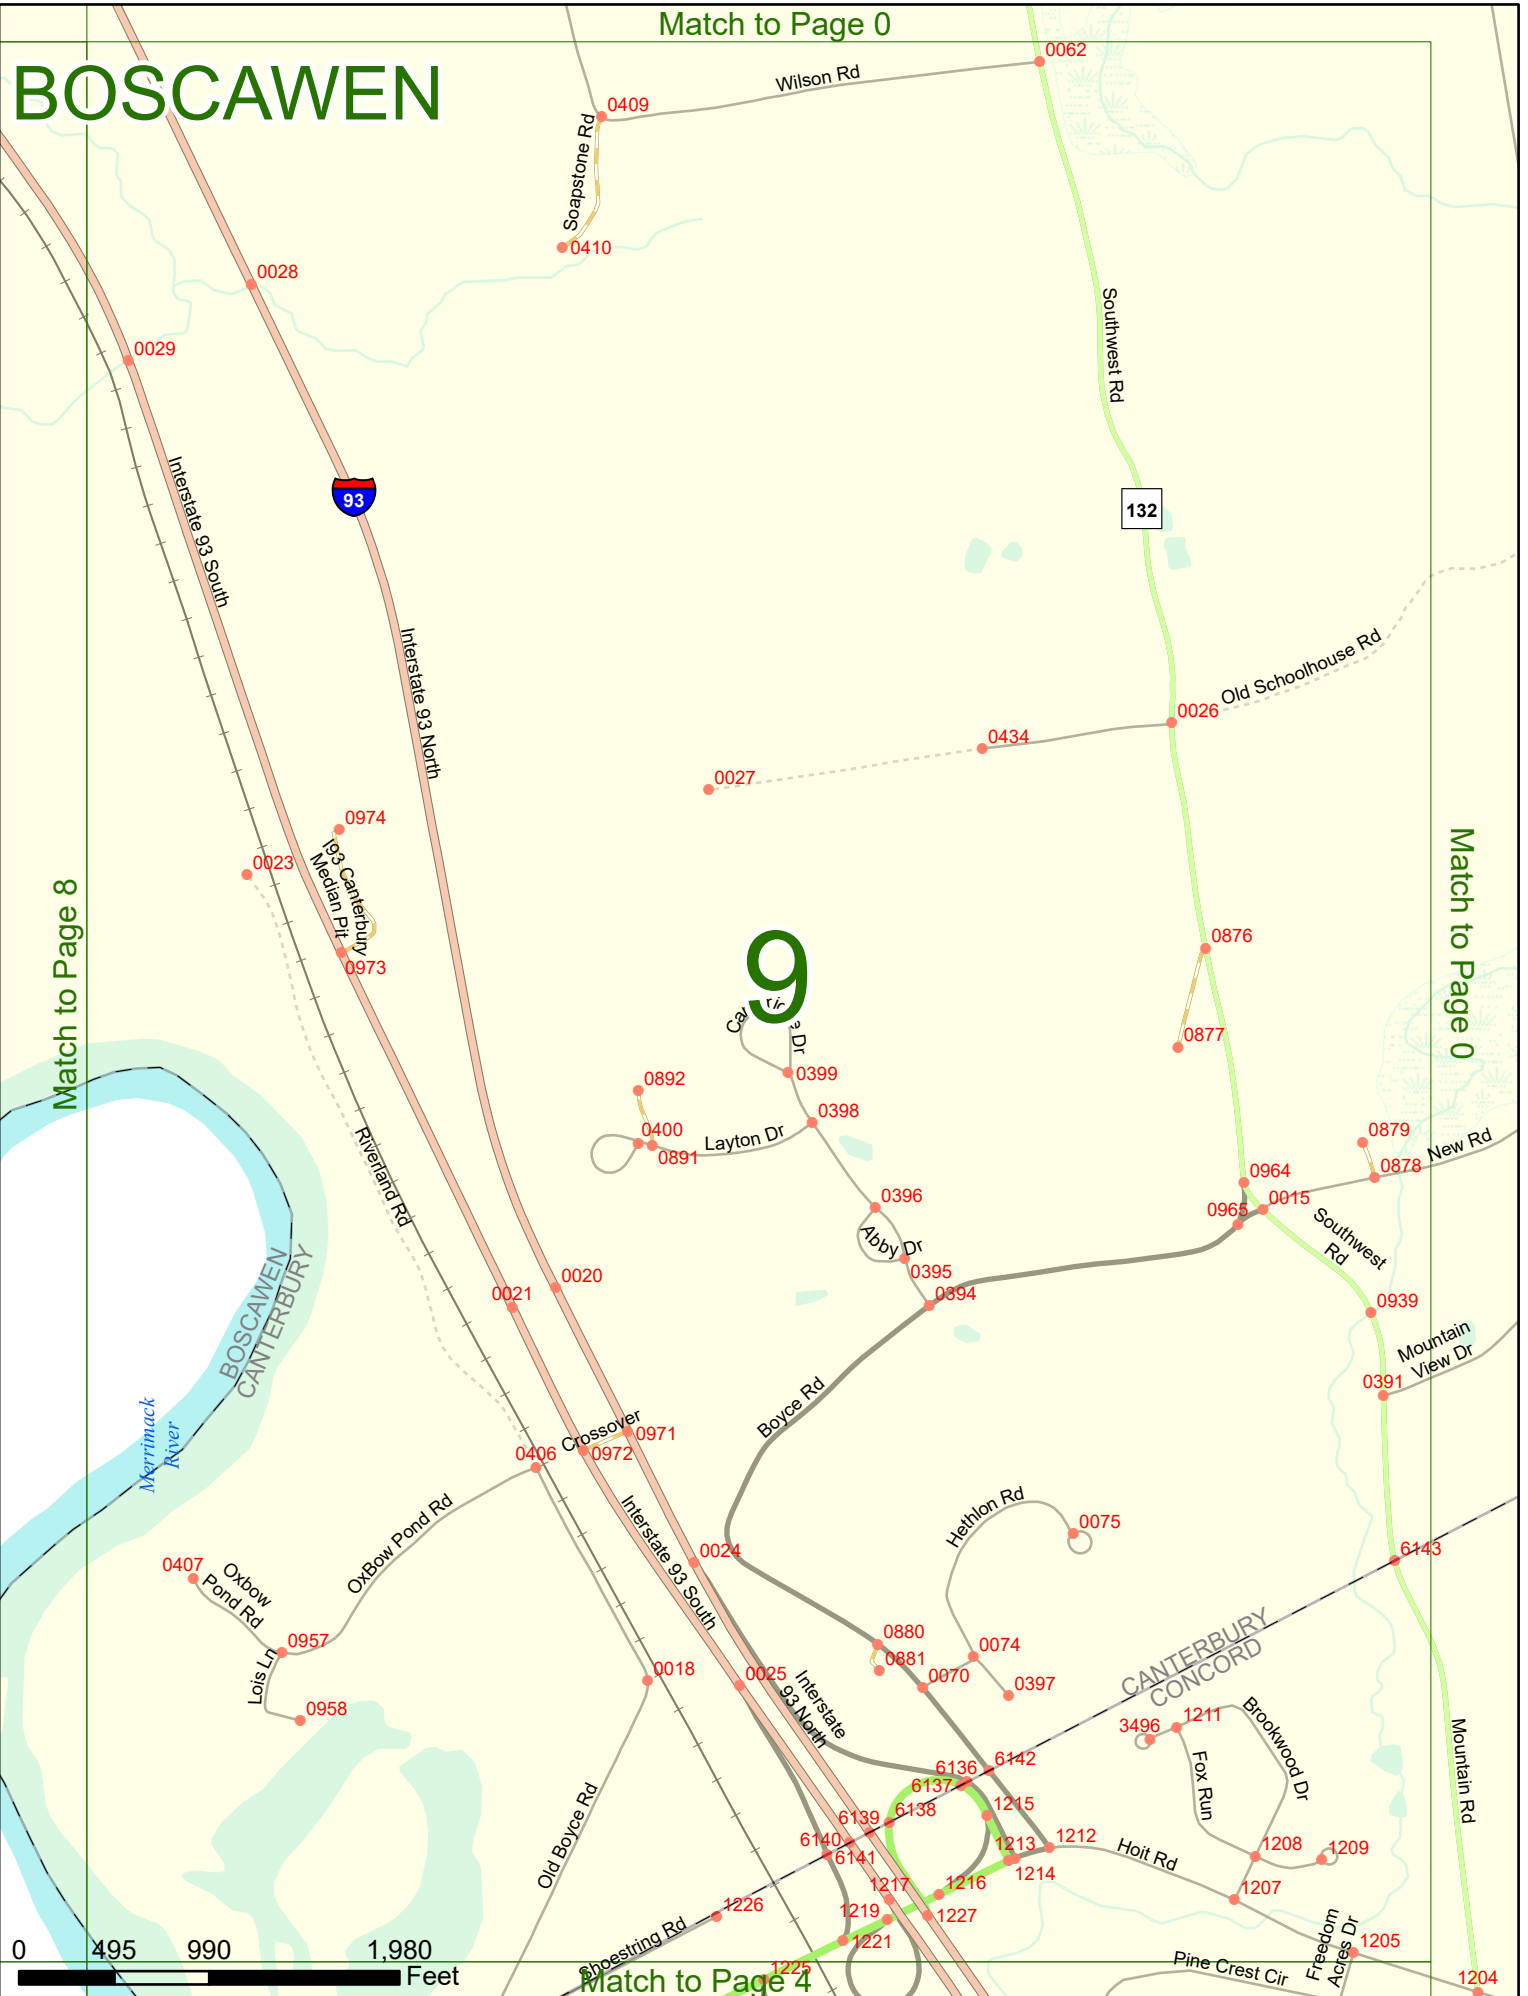 Match to Page 0
BOSCAWEN
0062
Wilson Rd
0409
Soapstone Rd
0410
0028
0029
Southwest Rd
93
132
Interstate 93 South
Interstate 93 North
Old Schoolhouse Rd
0026
0434
0027
0974
0023
I93 Canterbury
Median Pit
0973
Match to Page 8
Match to Page 0
9
0876
0877
Dr
0399
0892
0398
0400
0891
Layton Dr
0879
0878
New Rd
0964
0015
0965
0396
Abby Dr
0395
0394
Southwest
Rd
Riverland Rd
BOSCAWEN
CANTERBURY
0020
0021
0939
Mountain
View Dr
0391
Boyce Rd
Merrimack
River
Crossover
0971
0972
0406
OxBow Pond Rd
Interstate 93 South
Hethlon Rd
0075
6143
0024
0407
Oxbow
Pond Rd
0957
Lois Ln
0958
0018
0025
Interstate
93 North
0880
0881
0070
0074
0397
CANTERBURY
CONCORD
3496
1211
Brookwood Dr
Fox Run
Mountain Rd
6142
6136
6137
1215
6138
6139
6140
6141
1213
1212
1214
Hoit Rd
1208
1209
1207
Old Boyce Rd
1217
1216
1219
1227
1221
1226
Shoestring Rd
1225
Freedom
Acres Dr
1205
Pine Crest Cir
1204
0
495
990
1,980
Feet
Match to Page 4